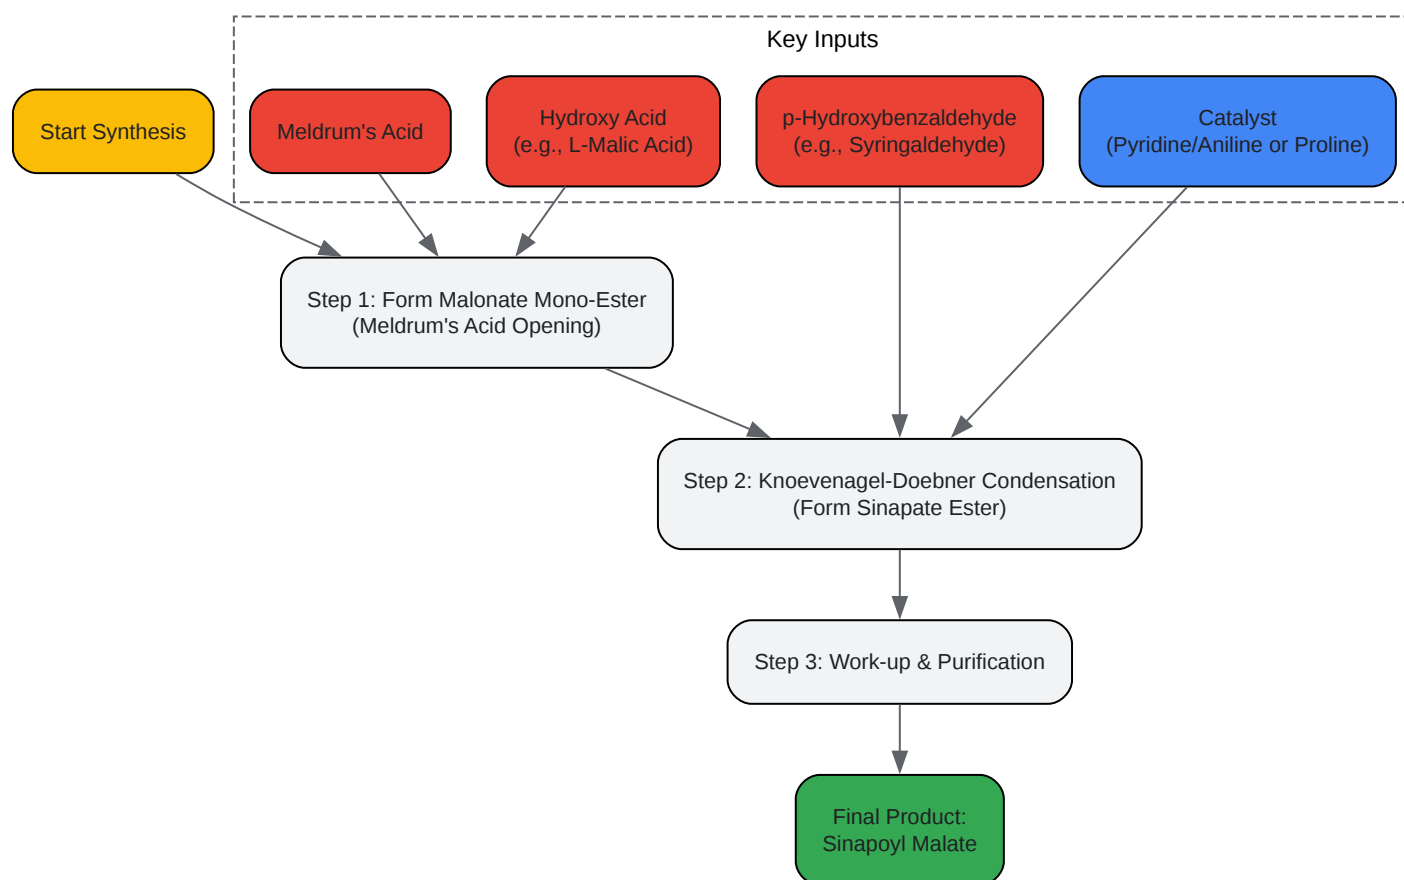 Key Inputs
Start Synthesis
Meldrum's Acid
Hydroxy Acid
(e.g., L-Malic Acid)
p-Hydroxybenzaldehyde
(e.g., Syringaldehyde)
Catalyst
(Pyridine/Aniline or Proline)
Step 1: Form Malonate Mono-Ester
(Meldrum's Acid Opening)
Step 2: Knoevenagel-Doebner Condensation
(Form Sinapate Ester)
Step 3: Work-up & Purification
Final Product:
Sinapoyl Malate